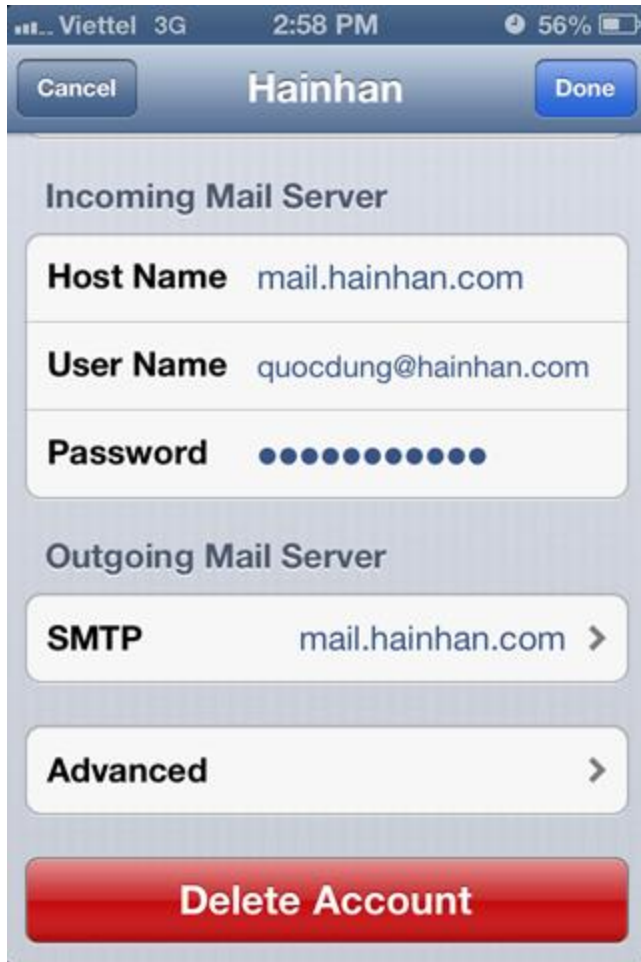 Viettel 3G 2:58 PM 56%
Cancel Hainhan Done
Incoming Mail Server
Host Name mail.hainhan.com
User Name quocdung@hainhan.com
Password ●●●●●●●●●●●
Outgoing Mail Server
SMTP mail.hainhan.com
Advanced
Delete Account